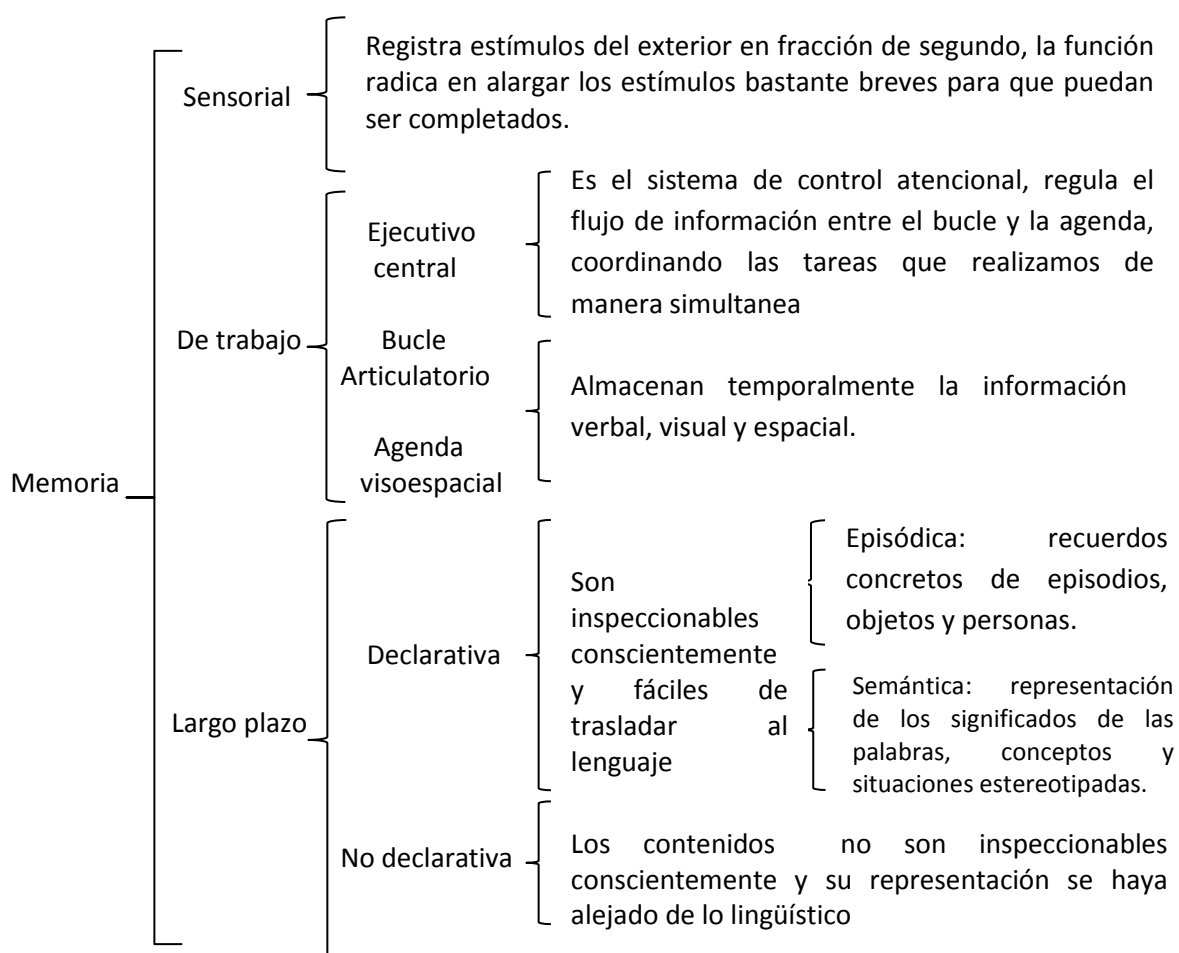 Registra estímulos del exterior en fracción de segundo, la función
radica en alargar los estímulos bastante breves para que puedan
ser completados.
Sensorial
Es el sistema de control atencional, regula el
flujo de información entre el bucle y la agenda,
coordinando las tareas que realizamos de
manera simultanea
Ejecutivo
central
De trabajo
Bucle
Articulatorio
Agenda
visoespacial
Almacenan temporalmente la información
verbal, visual y espacial.
Memoria
Largo plazo
Declarativa
Son
inspeccionables
conscientemente
y fáciles de
trasladar al
lenguaje
Episódica: recuerdos
concretos de episodios,
objetos y personas.
Semántica: representación
de los significados de las
palabras, conceptos y
situaciones estereotipadas.
No declarativa
Los contenidos no son inspeccionables
conscientemente y su representación se haya
alejado de lo lingüístico